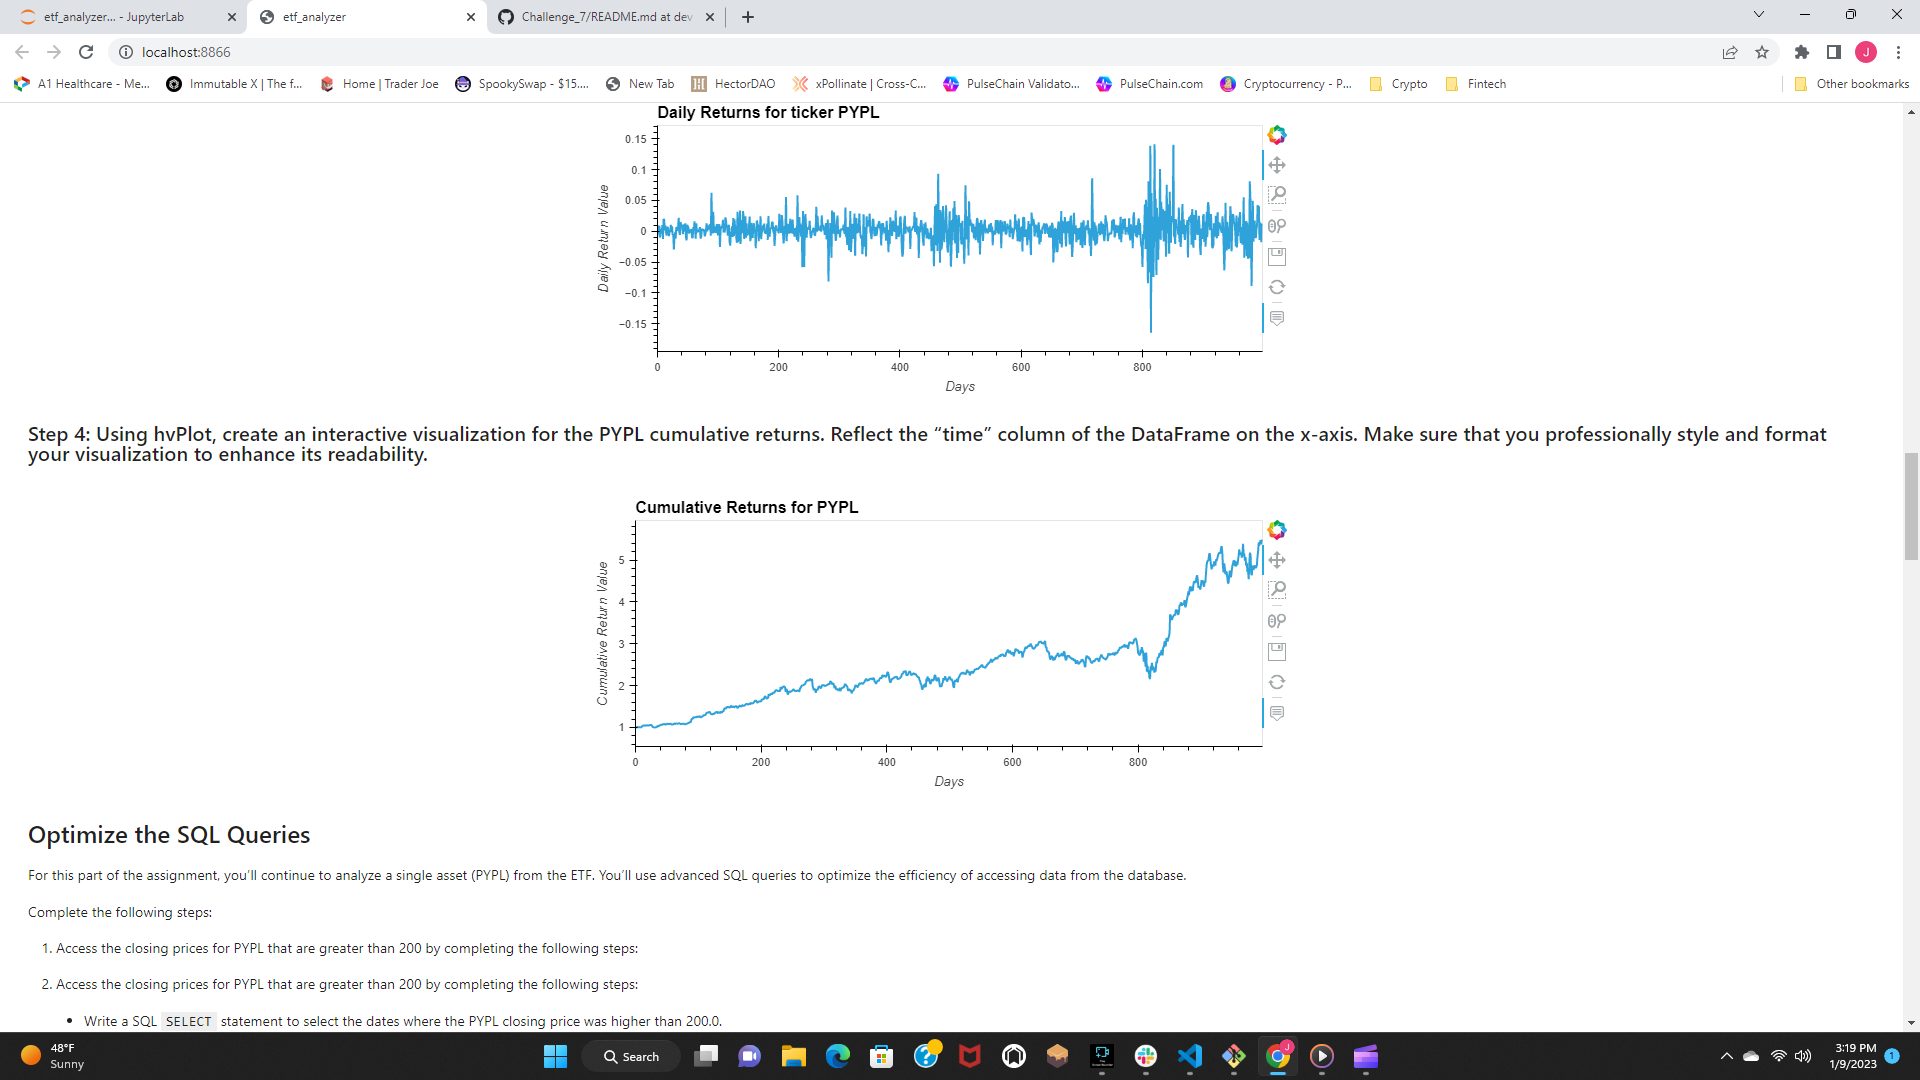 etf_analyzer... - JupyterLab
etf_analyzer
Challenge_7/README.md at dev
localhost:8866
J
A1 Healthcare - Me...
Immutable X | The f...
Home | Trader Joe
SpookySwap - $15....
New Tab
HectorDAO
xPollinate | Cross-C...
PulseChain Validato...
PulseChain.com
Cryptocurrency - P...
Crypto
Fintech
Other bookmarks
Daily Returns for ticker PYPL
0.15
0.1
0.05
0
−0.05
−0.1
−0.15
Daily Return Value
0 200 400 600 800
Days
Step 4: Using hvPlot, create an interactive visualization for the PYPL cumulative returns. Reflect the “time” column of the DataFrame on the x-axis. Make sure that you professionally style and format
your visualization to enhance its readability.
Cumulative Returns for PYPL
5
4
3
2
1
Cumulative Return Value
0 200 400 600 800
Days
Optimize the SQL Queries
For this part of the assignment, you’ll continue to analyze a single asset (PYPL) from the ETF. You’ll use advanced SQL queries to optimize the efficiency of accessing data from the database.
Complete the following steps:
1. Access the closing prices for PYPL that are greater than 200 by completing the following steps:
2. Access the closing prices for PYPL that are greater than 200 by completing the following steps:
• Write a SQL SELECT statement to select the dates where the PYPL closing price was higher than 200.0.
48°F
Sunny
Search
J
3:19 PM
1/9/2023
1